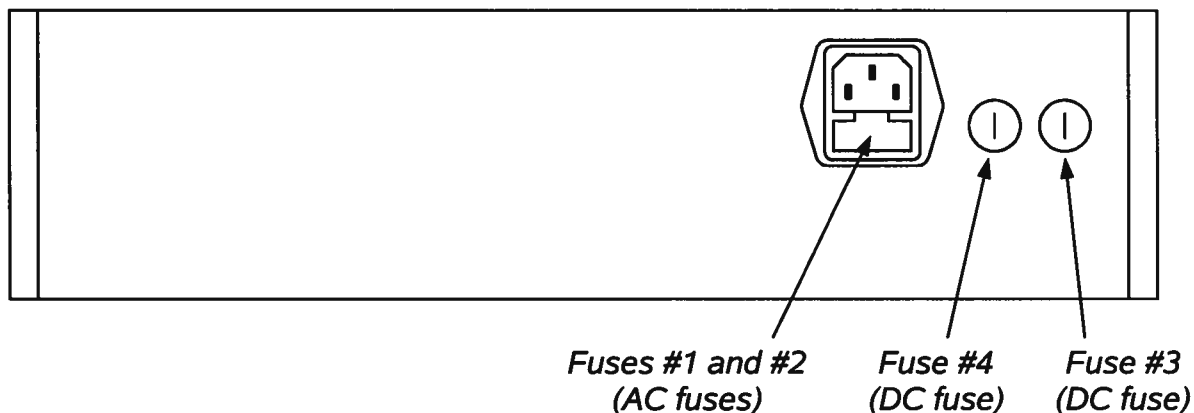 Fuses #1 and #2
(AC fuses)
Fuse #4
(DC fuse)
Fuse #3
(DC fuse)